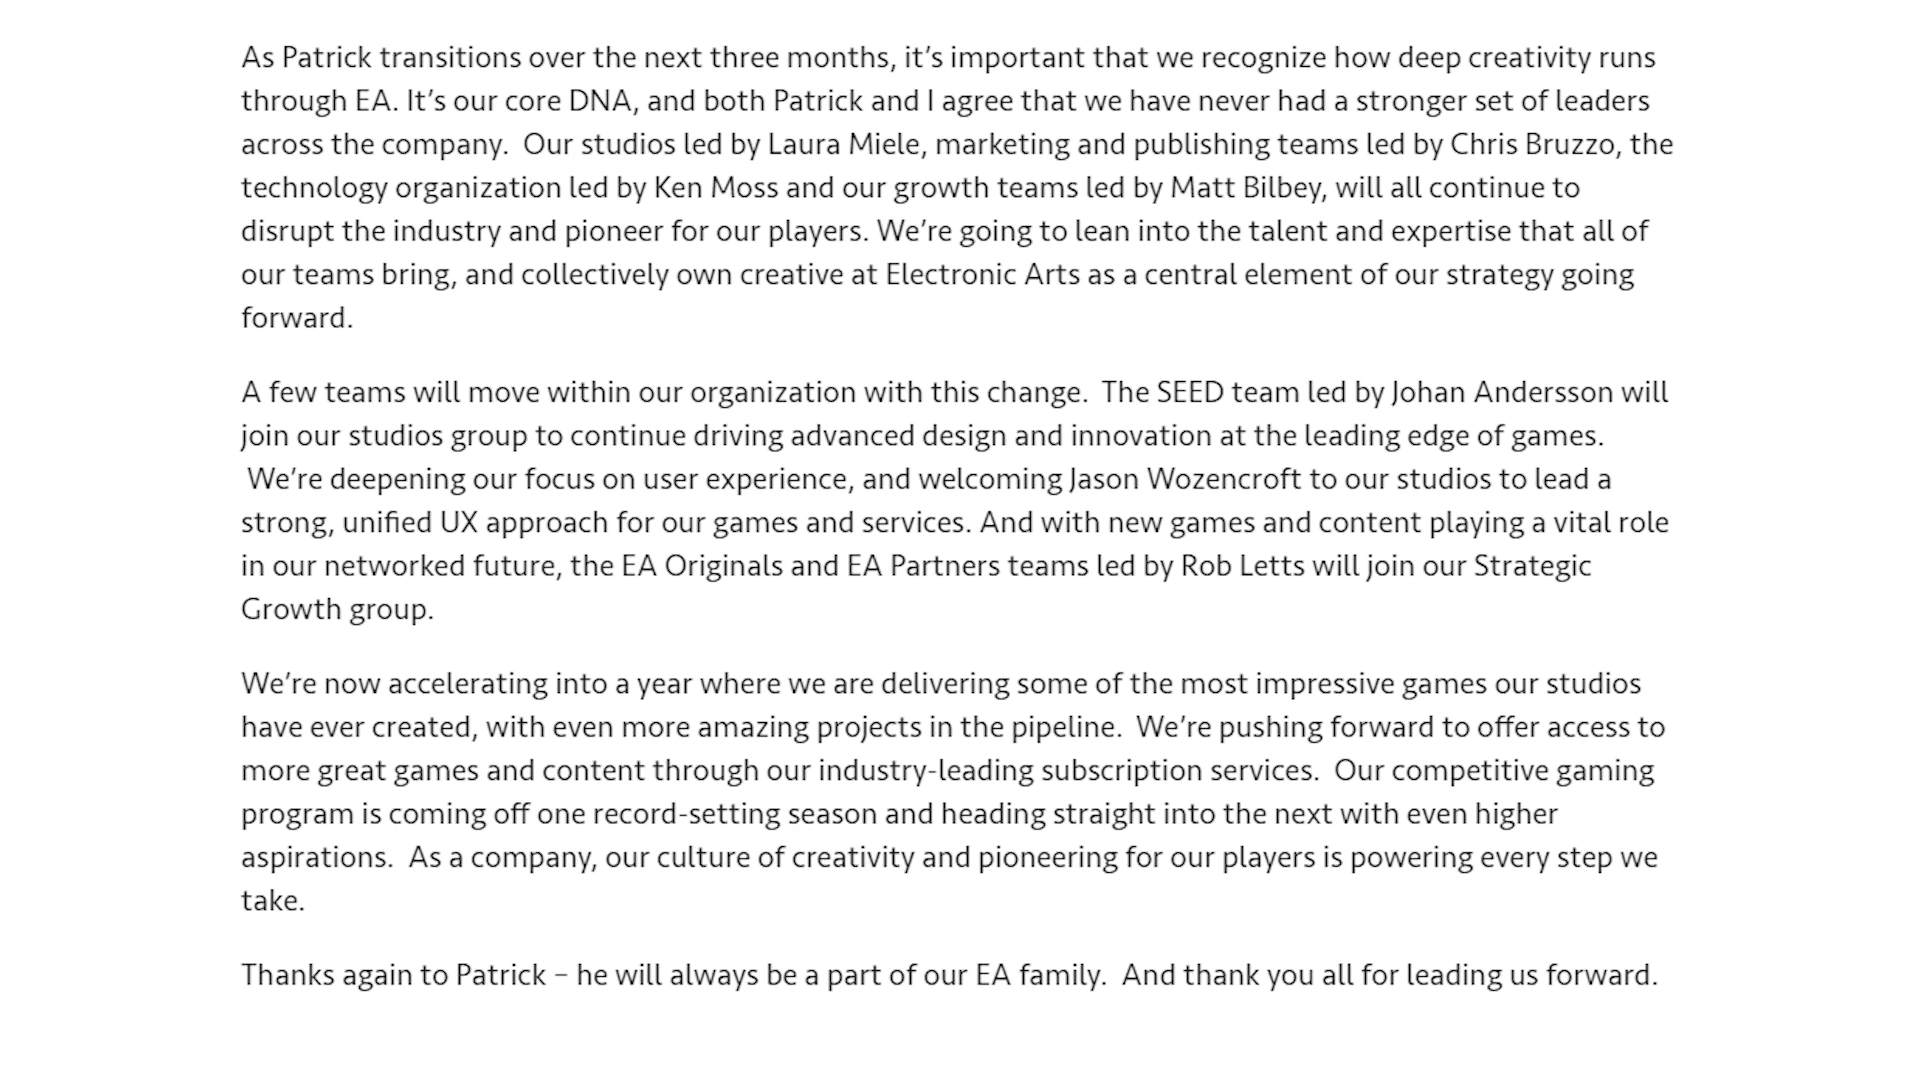 As Patrick transitions over the next three months, it’s important that we recognize how deep creativity runs
through EA. It’s our core DNA, and both Patrick and I agree that we have never had a stronger set of leaders
across the company.  Our studios led by Laura Miele, marketing and publishing teams led by Chris Bruzzo, the
technology organization led by Ken Moss and our growth teams led by Matt Bilbey, will all continue to
disrupt the industry and pioneer for our players. We’re going to lean into the talent and expertise that all of
our teams bring, and collectively own creative at Electronic Arts as a central element of our strategy going
forward.
A few teams will move within our organization with this change.  The SEED team led by Johan Andersson will
join our studios group to continue driving advanced design and innovation at the leading edge of games.
We’re deepening our focus on user experience, and welcoming Jason Wozencroft to our studios to lead a
strong, unified UX approach for our games and services. And with new games and content playing a vital role
in our networked future, the EA Originals and EA Partners teams led by Rob Letts will join our Strategic
Growth group.
We’re now accelerating into a year where we are delivering some of the most impressive games our studios
have ever created, with even more amazing projects in the pipeline.  We’re pushing forward to offer access to
more great games and content through our industry-leading subscription services.  Our competitive gaming
program is coming off one record-setting season and heading straight into the next with even higher
aspirations.  As a company, our culture of creativity and pioneering for our players is powering every step we
take.
Thanks again to Patrick – he will always be a part of our EA family.  And thank you all for leading us forward.